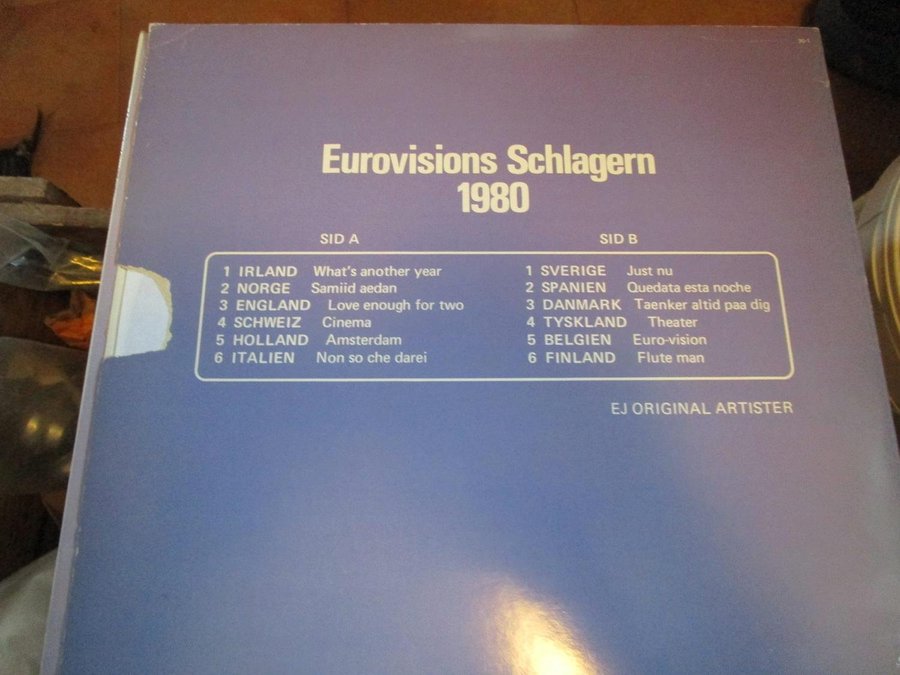 Eurovisions Schlagern
1980
SID A
1 IRLAND What's another year
2 NORGE Samiid aedan
3 ENGLAND Love enough for two
4 SCHWEIZ Cinema
5 HOLLAND Amsterdam
6 ITALIEN Non so che darei
SID B
1 SVERIGE Just nu
2 SPANIEN Quedata esta noche
3 DANMARK Taenker altid paa dig
4 TYSKLAND Theater
5 BELGIEN Euro-vision
6 FINLAND Flute man
EJ ORIGINAL ARTISTER